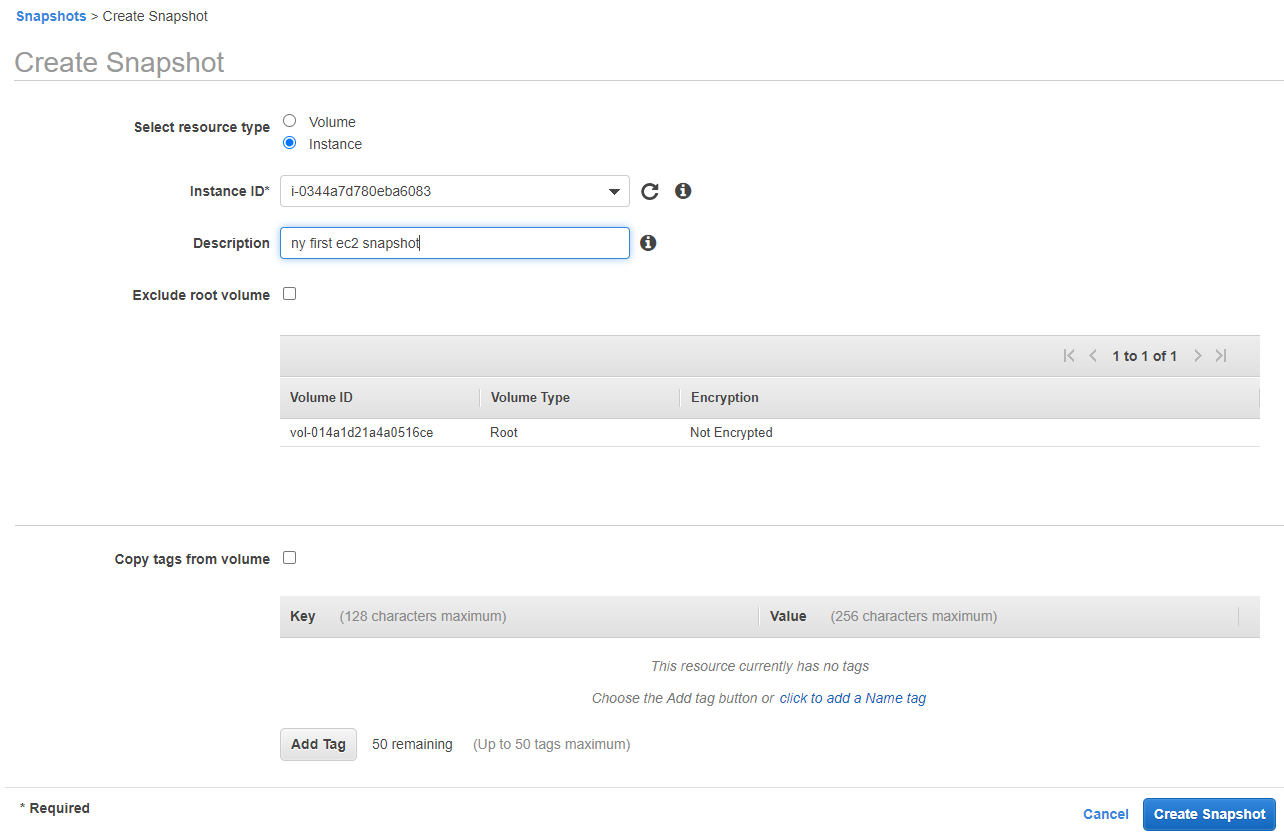 Snapshots > Create Snapshot
Create Snapshot
Select resource type
Volume
Instance
Instance ID* i-0344a7d780eba6083
Description ny first ec2 snapshot
Exclude root volume
1 to 1 of 1
Volume ID Volume Type Encryption
vol-014a1d21a4a0516ce Root Not Encrypted
Copy tags from volume
Key (128 characters maximum) Value (256 characters maximum)
This resource currently has no tags
Choose the Add tag button or click to add a Name tag
Add Tag 50 remaining (Up to 50 tags maximum)
* Required
Cancel Create Snapshot